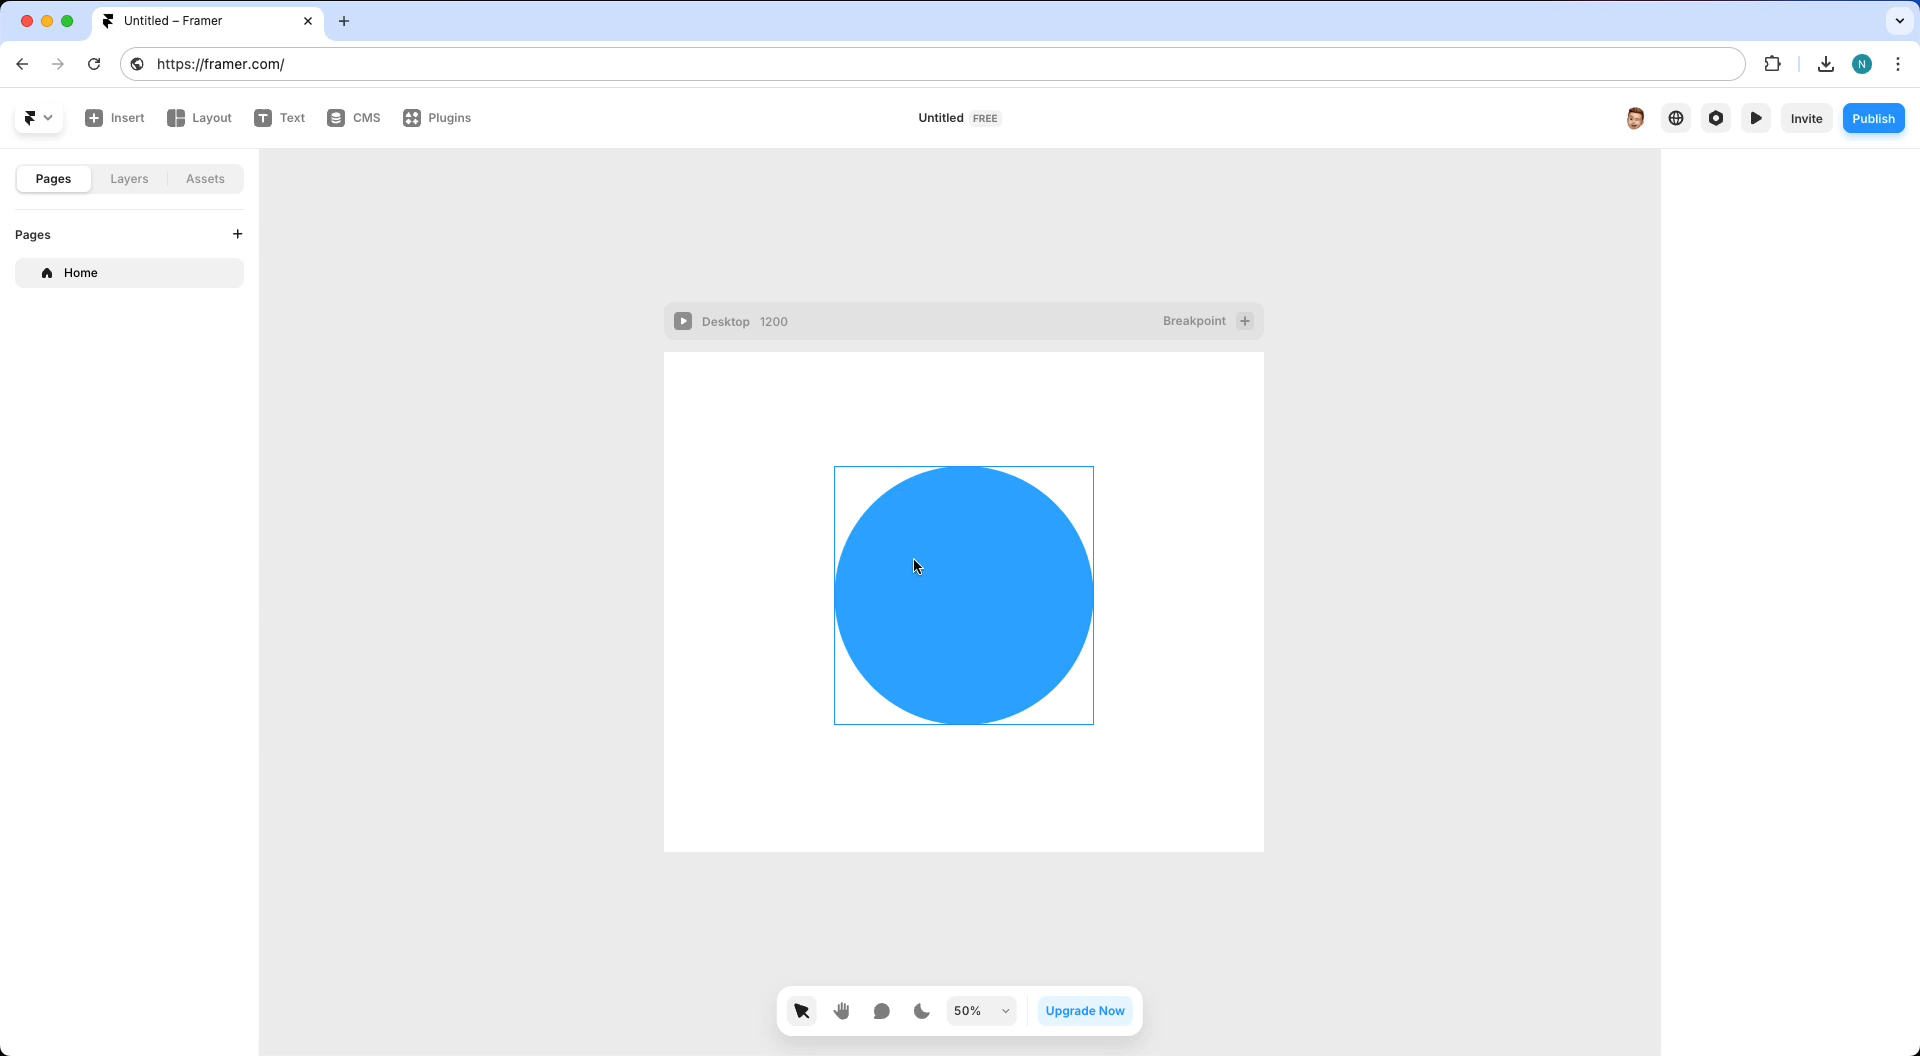 Untitled – Framer
https://framer.com/
Insert
Layout
Text
CMS
Plugins
Untitled FREE
Invite
Publish
Pages
Layers
Assets
Pages
Home
Desktop 1200
Breakpoint
50%
Upgrade Now
N